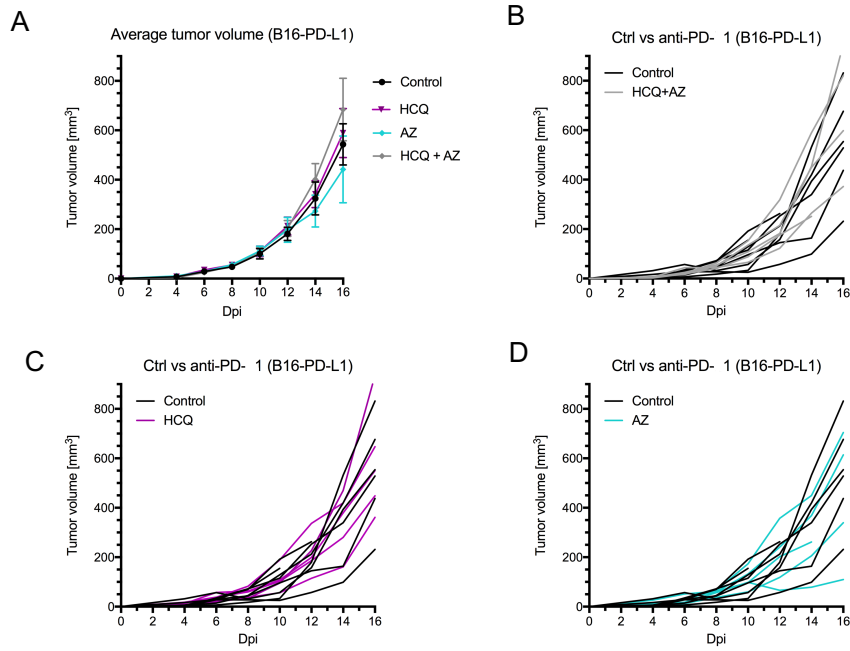 A
Average tumor volume (B16-PD-L1)
Tumor volume [mm³]
800
600
400
200
0
0 2 4 6 8 10 12 14 16
Dpi
Control
HCQ
AZ
HCQ + AZ
B
Ctrl vs anti-PD- 1 (B16-PD-L1)
Tumor volume [mm³]
800
600
400
200
0
0 2 4 6 8 10 12 14 16
Dpi
Control
HCQ+AZ
C
Ctrl vs anti-PD- 1 (B16-PD-L1)
Tumor volume [mm³]
800
600
400
200
0
0 2 4 6 8 10 12 14 16
Dpi
Control
HCQ
D
Ctrl vs anti-PD- 1 (B16-PD-L1)
Tumor volume [mm³]
800
600
400
200
0
0 2 4 6 8 10 12 14 16
Dpi
Control
AZ